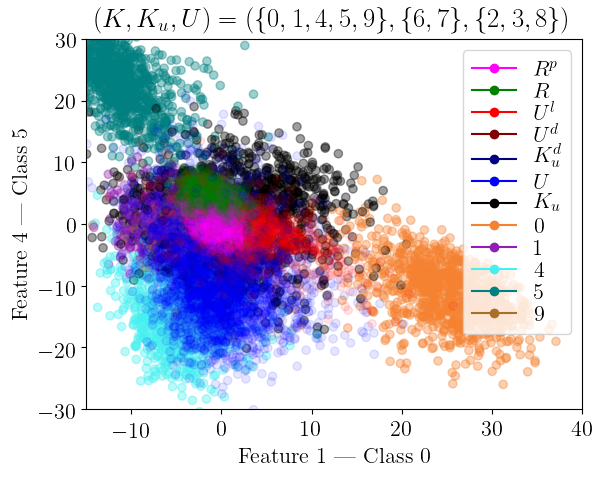 (K, K_u, U) = ({0, 1, 4, 5, 9}, {6, 7}, {2, 3, 8})
30
20
10
0
−10
−20
−30
Feature 4 — Class 5
−10
0
10
20
30
40
Feature 1 — Class 0
R^p
R
U^l
U^d
K_u^d
U
K_u
0
1
4
5
9